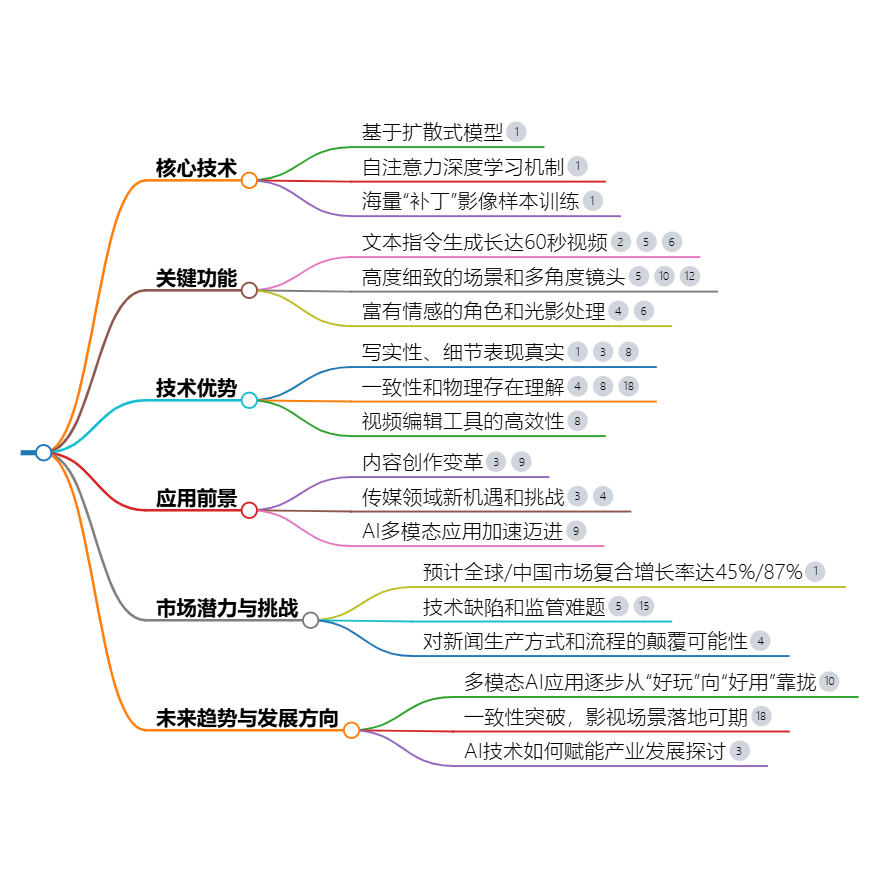 核心技术
基于扩散式模型 1
自注意力深度学习机制 1
海量“补丁”影像样本训练 1
关键功能
文本指令生成长达60秒视频 2 5 6
高度细致的场景和多角度镜头 5 10 12
富有情感的角色和光影处理 4 6
技术优势
写实性、细节表现真实 1 3 8
一致性和物理存在理解 4 8 18
视频编辑工具的高效性 8
应用前景
内容创作变革 3 9
传媒领域新机遇和挑战 3 4
AI多模态应用加速迈进 9
市场潜力与挑战
预计全球/中国市场复合增长率达45%/87% 1
技术缺陷和监管难题 5 15
对新闻生产方式和流程的颠覆可能性 4
未来趋势与发展方向
多模态AI应用逐步从“好玩”向“好用”靠拢 10
一致性突破，影视场景落地可期 18
AI技术如何赋能产业发展探讨 3